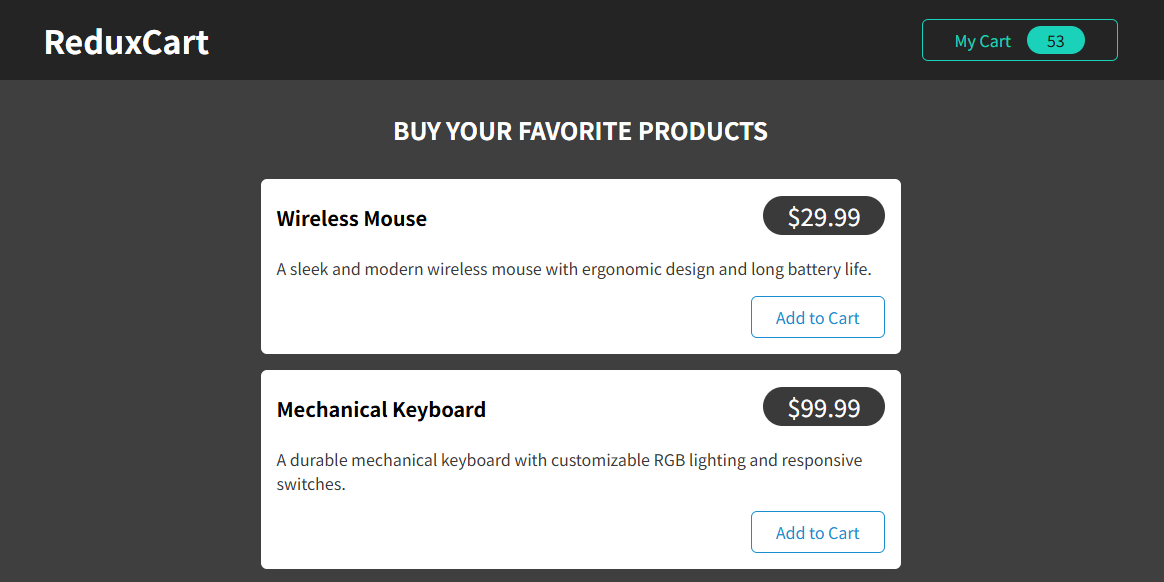 ReduxCart
My Cart 53
BUY YOUR FAVORITE PRODUCTS
Wireless Mouse
$29.99
A sleek and modern wireless mouse with ergonomic design and long battery life.
Add to Cart
Mechanical Keyboard
$99.99
A durable mechanical keyboard with customizable RGB lighting and responsive
switches.
Add to Cart